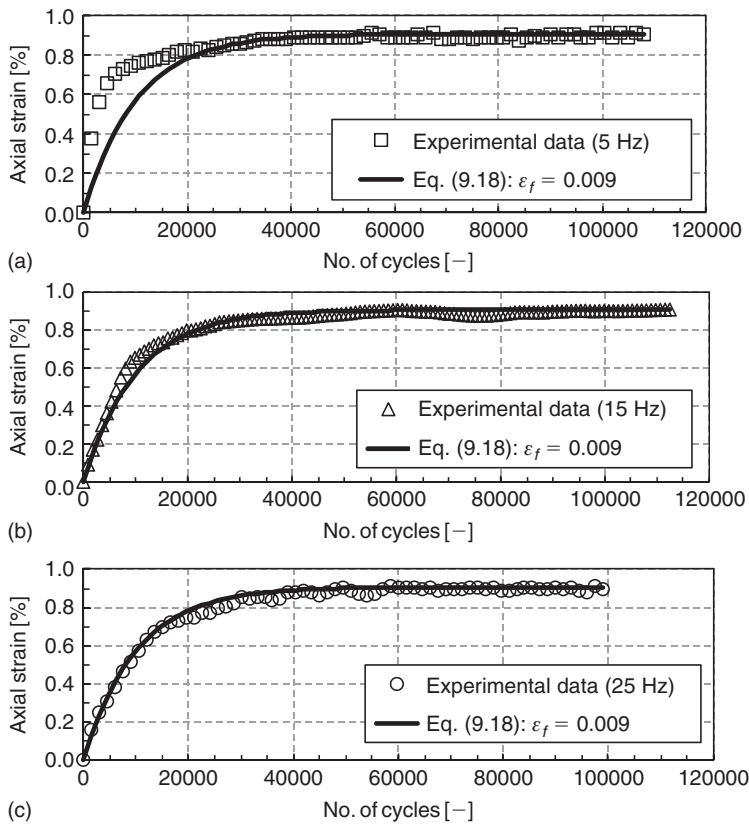 1.0
0.8
0.6
0.4
0.2
0.0
Axial strain [%]
Experimental data (5 Hz)
Eq. (9.18): εf = 0.009
0 20000 40000 60000 80000 100000 120000
No. of cycles [−]
(a)
1.0
0.8
0.6
0.4
0.2
0.0
Axial strain [%]
Experimental data (15 Hz)
Eq. (9.18): εf = 0.009
0 20000 40000 60000 80000 100000 120000
No. of cycles [−]
(b)
1.0
0.8
0.6
0.4
0.2
0.0
Axial strain [%]
Experimental data (25 Hz)
Eq. (9.18): εf = 0.009
0 20000 40000 60000 80000 100000 120000
No. of cycles [−]
(c)